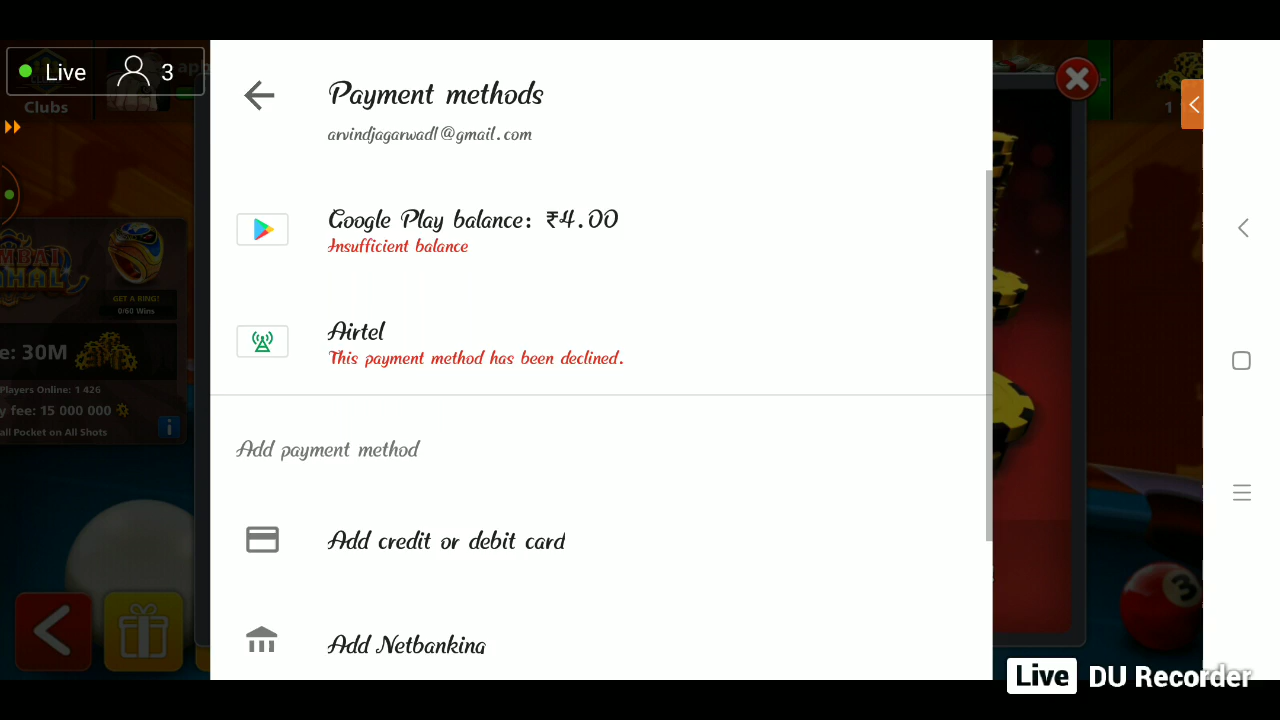 Live 3
Clubs
Payment methods
arvindjagarwadl@gmail.com
Google Play balance: ₹4.00
Insufficient balance
GET A RING!
0/60 Wins
Airtel
This payment method has been declined.
e: 30M
Players Online: 1 426
y fee: 15 000 000
all Pocket on All Shots
i
Add payment method
Add credit or debit card
3
Add Netbanking
Live DU Recorder